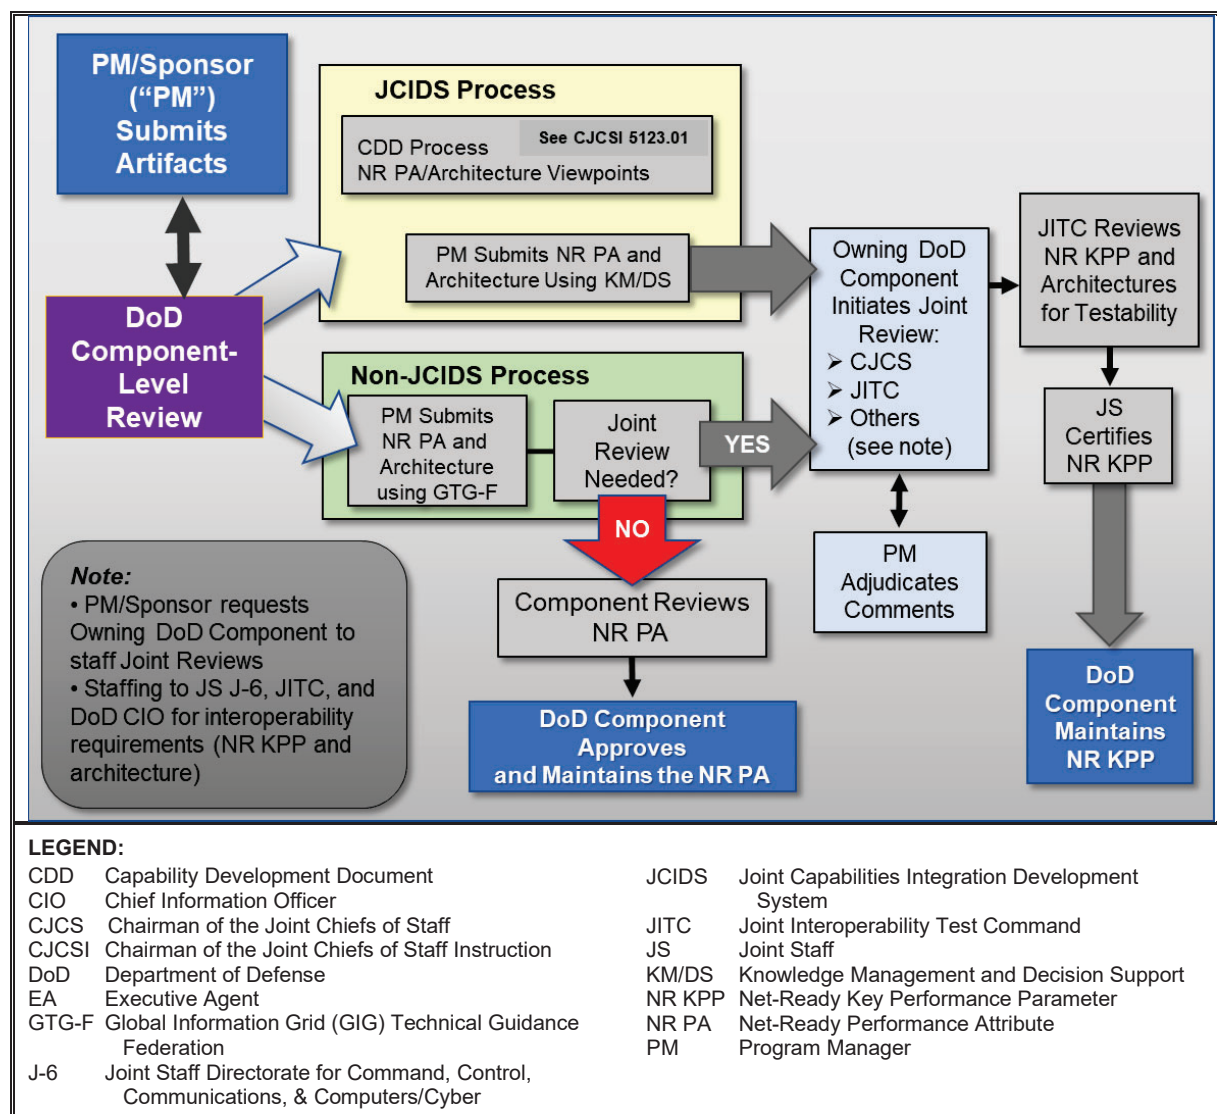 PM/Sponsor
(“PM”)
Submits
Artifacts
DoD
Component-
Level
Review
JCIDS Process
See CJCSI 5123.01
CDD Process
NR PA/Architecture Viewpoints
PM Submits NR PA and
Architecture Using KM/DS
Non-JCIDS Process
PM Submits
NR PA and
Architecture
using GTG-F
Joint
Review
Needed?
YES
NO
Owning DoD
Component
Initiates Joint
Review:
➢ CJCS
➢ JITC
➢ Others
(see note)
PM
Adjudicates
Comments
JITC Reviews
NR KPP and
Architectures
for Testability
JS
Certifies
NR KPP
DoD
Component
Maintains
NR KPP
Component Reviews
NR PA
DoD Component
Approves
and Maintains the NR PA
Note:
• PM/Sponsor requests
Owning DoD Component to
staff Joint Reviews
• Staffing to JS J-6, JITC, and
DoD CIO for interoperability
requirements (NR KPP and
architecture)
LEGEND:
CDD Capability Development Document
CIO Chief Information Officer
CJCS Chairman of the Joint Chiefs of Staff
CJCSI Chairman of the Joint Chiefs of Staff Instruction
DoD Department of Defense
EA Executive Agent
GTG-F Global Information Grid (GIG) Technical Guidance
Federation
J-6 Joint Staff Directorate for Command, Control,
Communications, & Computers/Cyber
JCIDS Joint Capabilities Integration Development
System
JITC Joint Interoperability Test Command
JS Joint Staff
KM/DS Knowledge Management and Decision Support
NR KPP Net-Ready Key Performance Parameter
NR PA Net-Ready Performance Attribute
PM Program Manager